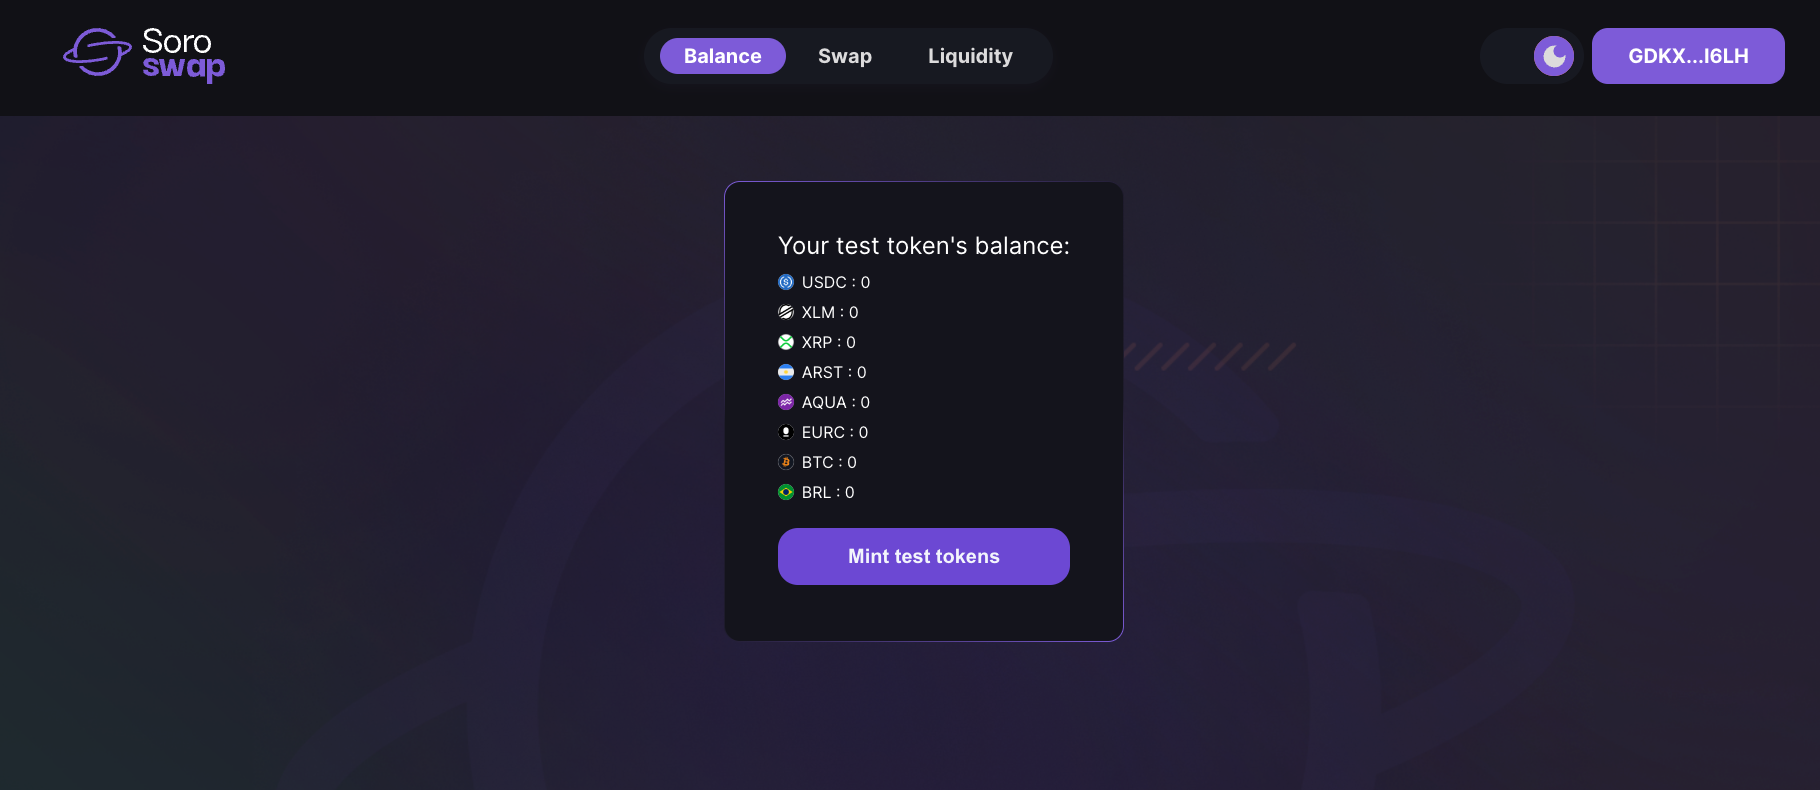 Soro
swap
Balance
Swap
Liquidity
GDKX...I6LH
Your test token's balance:
USDC : 0
XLM : 0
XRP : 0
ARST : 0
AQUA : 0
EURC : 0
BTC : 0
BRL : 0
Mint test tokens